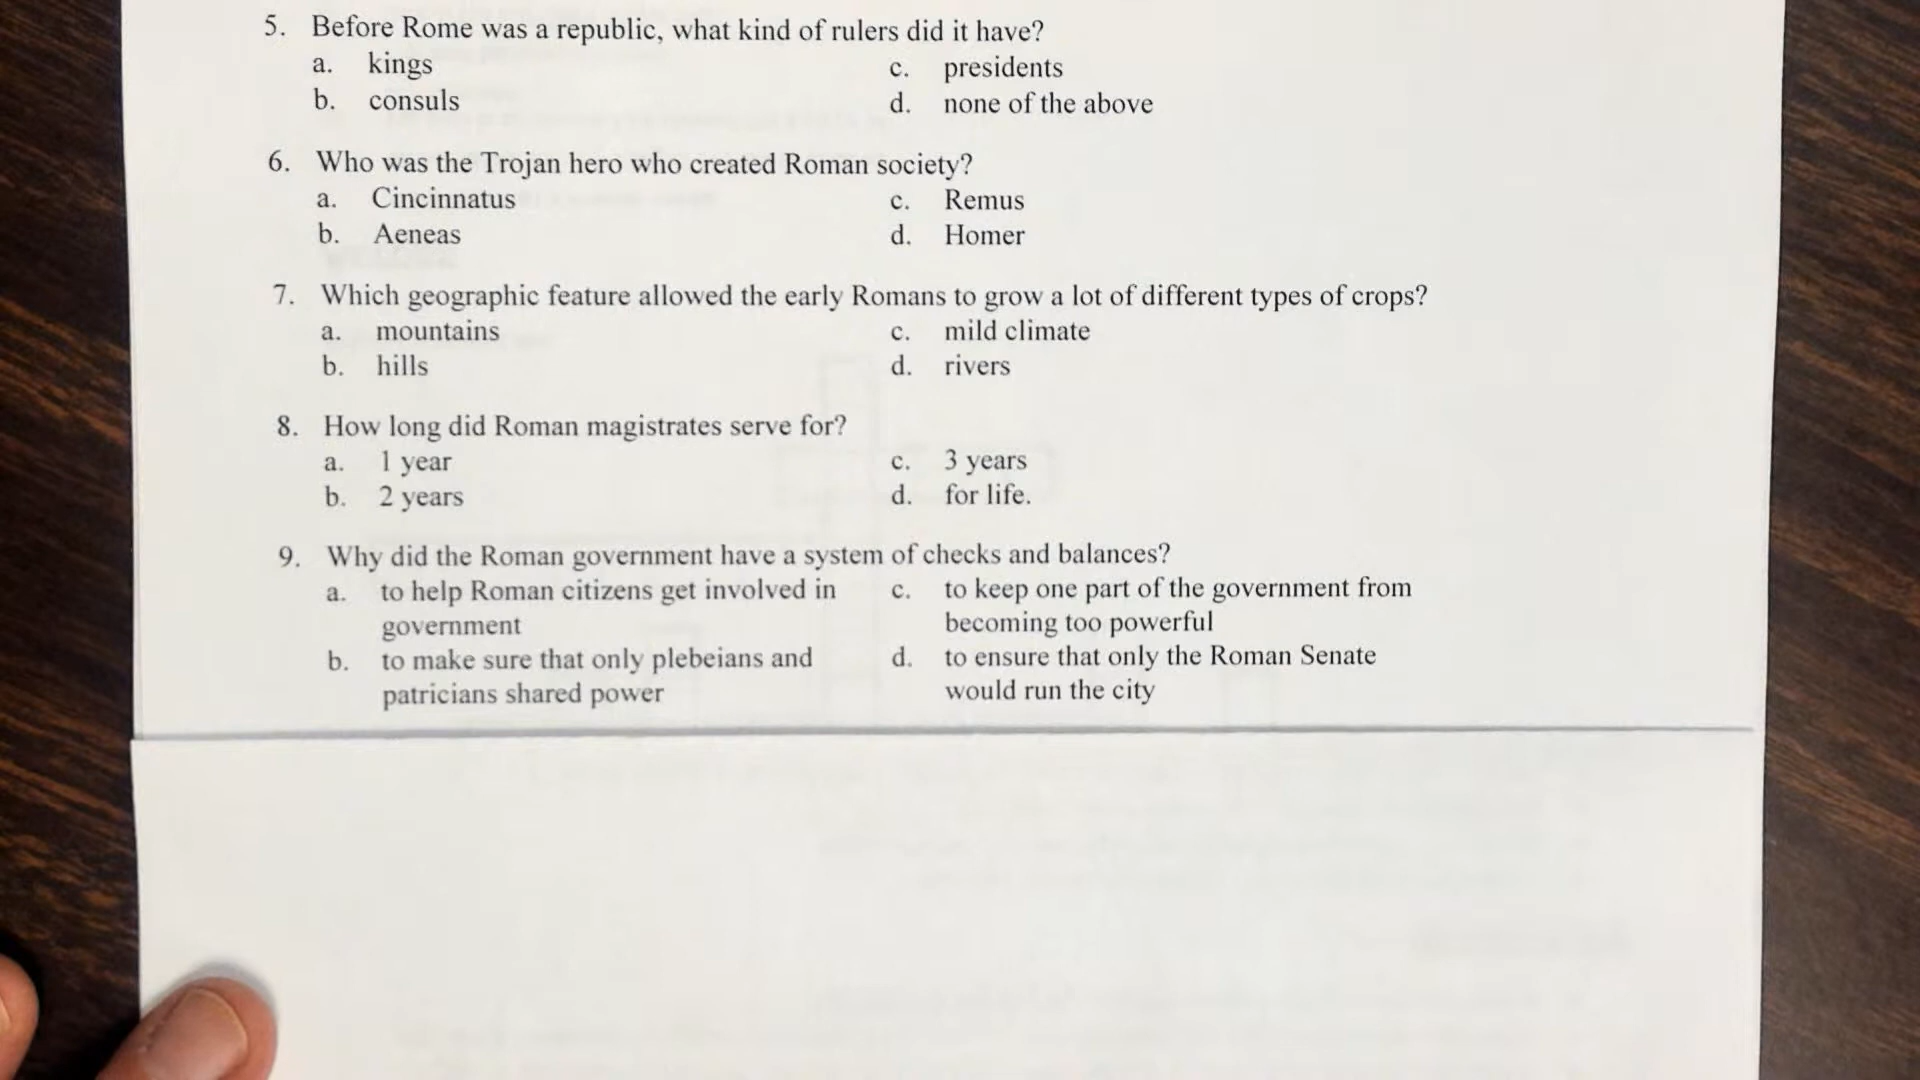 5. Before Rome was a republic, what kind of rulers did it have?
a. kings c. presidents
b. consuls d. none of the above
6. Who was the Trojan hero who created Roman society?
a. Cincinnatus c. Remus
b. Aeneas d. Homer
7. Which geographic feature allowed the early Romans to grow a lot of different types of crops?
a. mountains c. mild climate
b. hills d. rivers
8. How long did Roman magistrates serve for?
a. 1 year c. 3 years
b. 2 years d. for life.
9. Why did the Roman government have a system of checks and balances?
a. to help Roman citizens get involved in c. to keep one part of the government from
government becoming too powerful
b. to make sure that only plebeians and d. to ensure that only the Roman Senate
patricians shared power would run the city